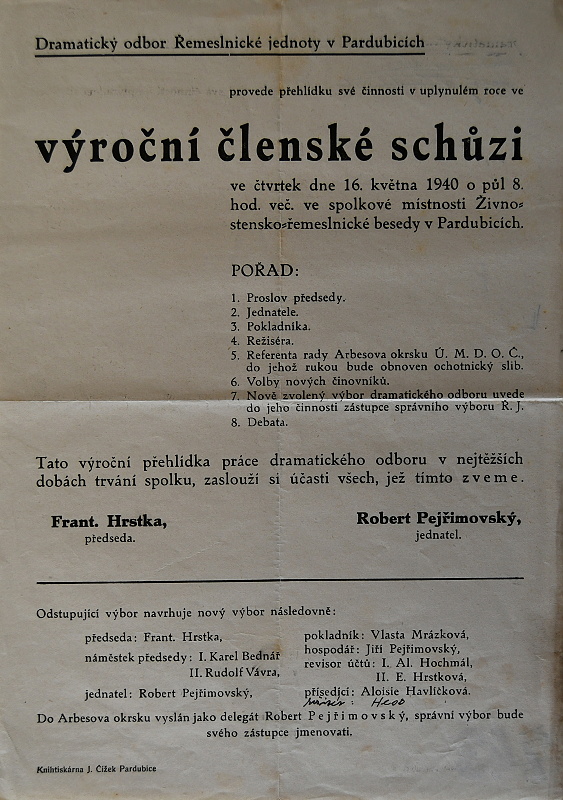 Dramatický odbor Řemeslnické jednoty v Pardubicích
provede přehlídku své činnosti v uplynulém roce ve
výroční členské schůzi
ve čtvrtek dne 16. května 1940 o půl 8.
hod. več. ve spolkové místnosti Živno-
stensko-řemeslnické besedy v Pardubicích.
POŘAD:
1. Proslov předsedy.
2. Jednatele.
3. Pokladníka.
4. Režiséra.
5. Referenta rady Arbesova okrsku Ú. M. D. O. Č.,
do jehož rukou bude obnoven ochotnický slib.
6. Volby nových činovníků.
7. Nově zvolený výbor dramatického odboru uvede
do jeho činnosti zástupce správního výboru Ř. J.
8. Debata.
Tato výroční přehlídka práce dramatického odboru v nejtěžších
dobách trvání spolku, zaslouží si účasti všech, jež tímto zveme.
Frant. Hrstka,
předseda.
Robert Pejřimovský,
jednatel.
Odstupující výbor navrhuje nový výbor následovně:
předseda: Frant. Hrstka,
náměstek předsedy: I. Karel Bednář
II. Rudolf Vávra,
jednatel: Robert Pejřimovský,
pokladník: Vlasta Mrázková,
hospodář: Jiří Pejřimovský,
revisor účtů: I. Al. Hochmál,
II. E. Hrstková,
přísedící: Aloisie Havlíčková.
Do Arbesova okrsku vyslán jako delegát Robert Pejřimovský, správní výbor bude
svého zástupce jmenovati.
Knihtiskárna J. Čížek Pardubice